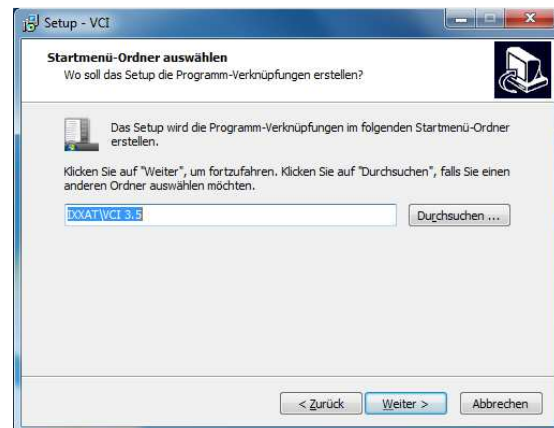 Setup - VCI
Startmenü-Ordner auswählen
Wo soll das Setup die Programm-Verknüpfungen erstellen?
Das Setup wird die Programm-Verknüpfungen im folgenden Startmenü-Ordner
erstellen.
Klicken Sie auf "Weiter", um fortzufahren. Klicken Sie auf "Durchsuchen", falls Sie einen
anderen Ordner auswählen möchten.
IXXAT\VCI 3.5
Durchsuchen ...
< Zurück
Weiter >
Abbrechen